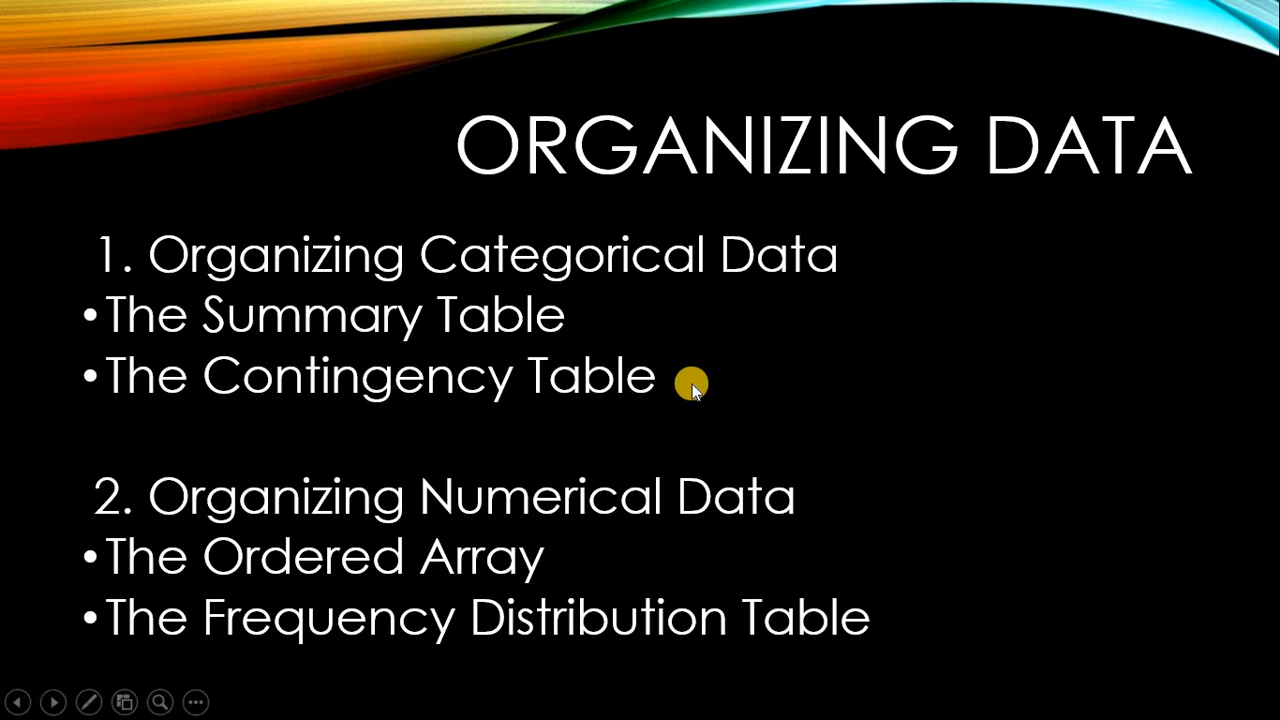 ORGANIZING DATA
1. Organizing Categorical Data
•The Summary Table
•The Contingency Table
2. Organizing Numerical Data
•The Ordered Array
•The Frequency Distribution Table